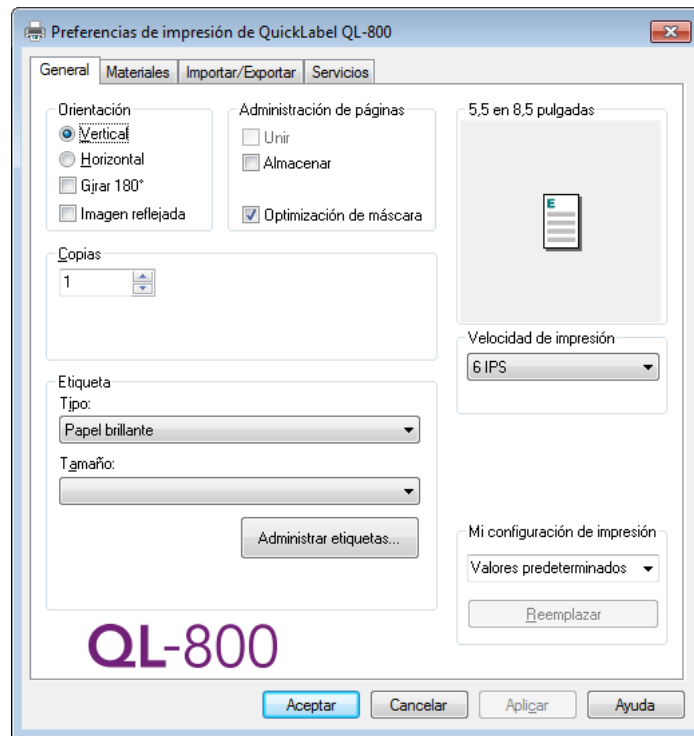 Preferencias de impresión de QuickLabel QL-800
General Materiales Importar/Exportar Servicios
Orientación
Vertical
Horizontal
Girar 180°
Imagen reflejada
Administración de páginas
Unir
Almacenar
Optimización de máscara
5,5 en 8,5 pulgadas
E
Copias
1
Velocidad de impresión
6 IPS
Etiqueta
Tipo:
Papel brillante
Tamaño:
Administrar etiquetas...
Mi configuración de impresión
Valores predeterminados
Reemplazar
QL-800
Aceptar Cancelar Aplicar Ayuda